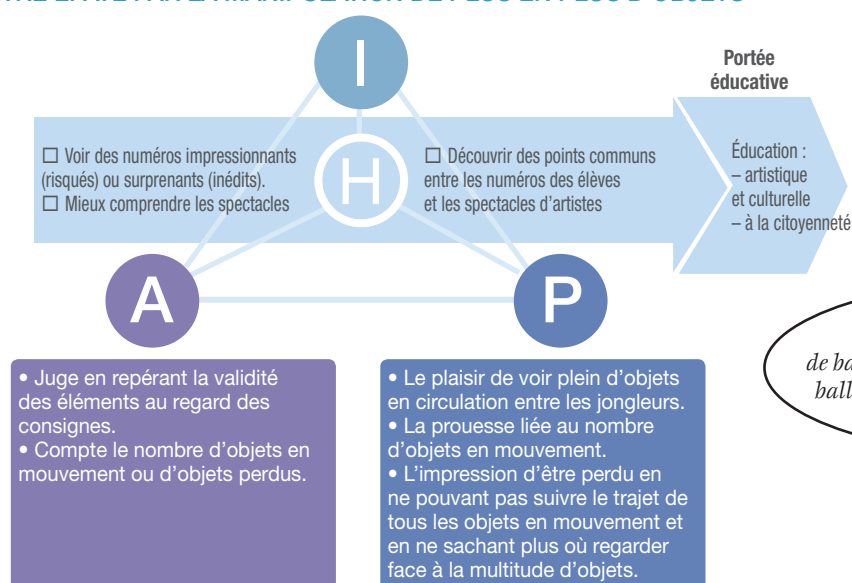 I
Portée
éducative
☐ Voir des numéros impressionnants
(risqués) ou surprenants (inédits).
☐ Mieux comprendre les spectacles
H
☐ Découvrir des points communs
entre les numéros des élèves
et les spectacles d'artistes
Éducation :
– artistique
et culturelle
– à la citoyenneté
A
P
• Juge en repérant la validité
des éléments au regard des
consignes.
• Compte le nombre d'objets en
mouvement ou d'objets perdus.
• Le plaisir de voir plein d'objets
en circulation entre les jongleurs.
• La prouesse liée au nombre
d'objets en mouvement.
• L'impression d'être perdu en
ne pouvant pas suivre le trajet de
tous les objets en mouvement et
en ne sachant plus où regarder
face à la multitude d'objets.
de